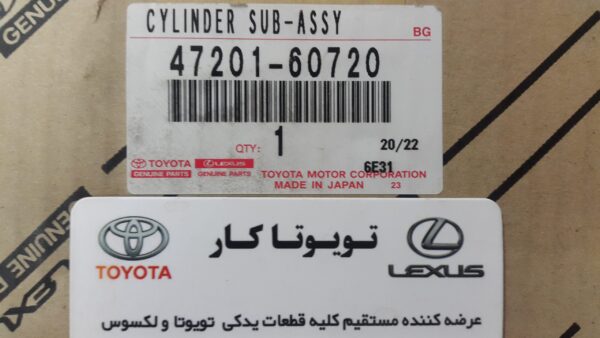 CYLINDER SUB-ASSY
BG
47201-60720
QTY: 1
20/22
6E31
TOYOTA LEXUS
GENUINE PARTS GENUINE PARTS
TOYOTA MOTOR CORPORATION
MADE IN JAPAN 23
تویوتا کار
TOYOTA
LEXUS
عرضه کننده مستقیم کلیه قطعات یدکی تویوتا و لکسوس
GENUINE